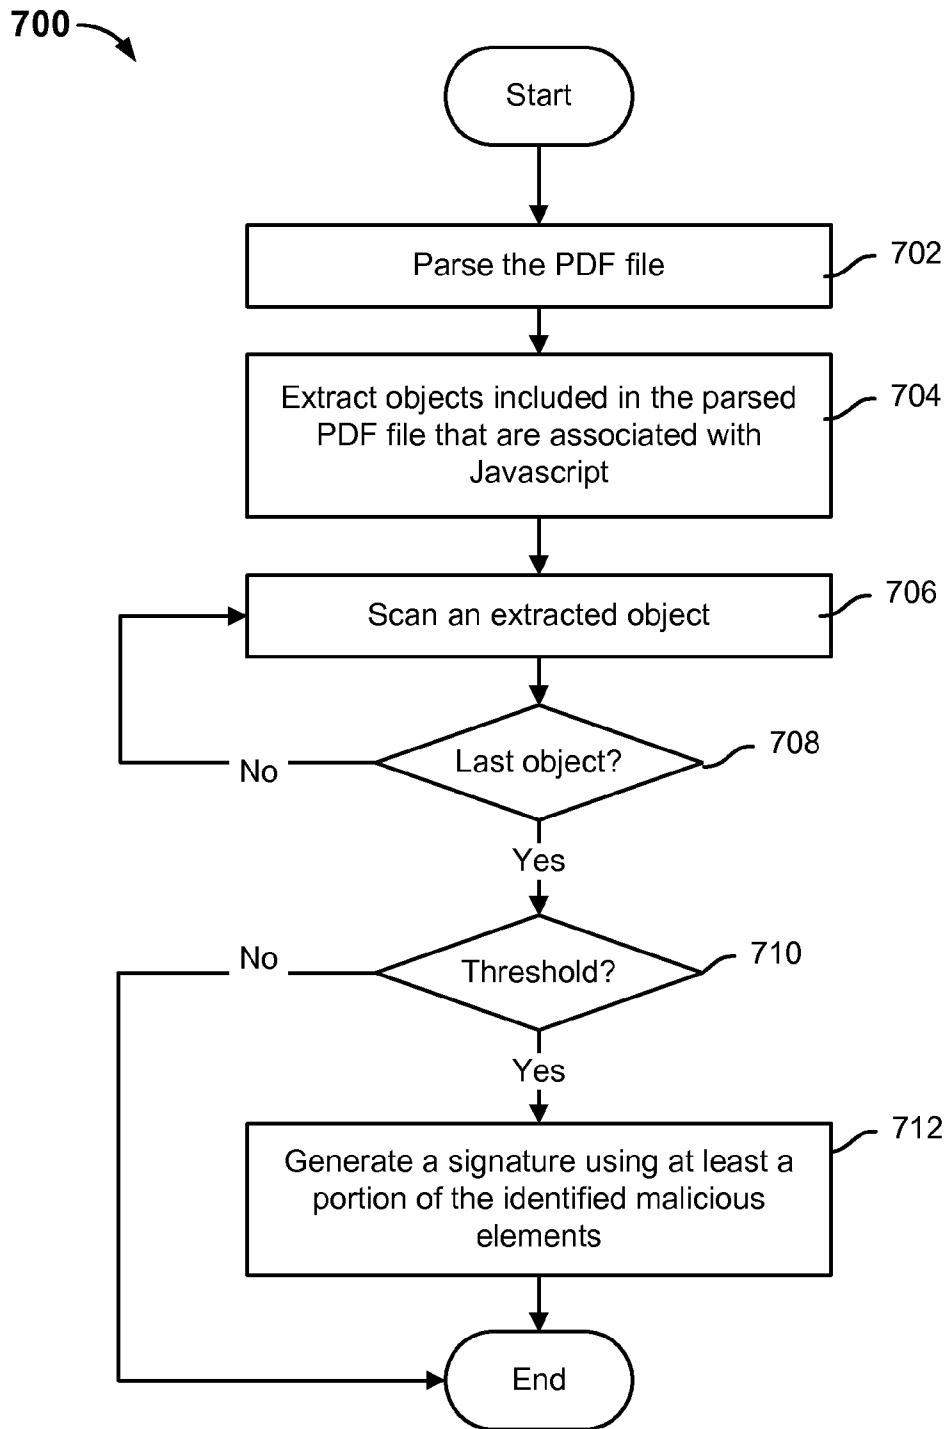 700
Start
Parse the PDF file
702
Extract objects included in the parsed
PDF file that are associated with
Javascript
704
Scan an extracted object
706
Last object?
708
No
Yes
Threshold?
710
No
Yes
Generate a signature using at least a
portion of the identified malicious
elements
712
End